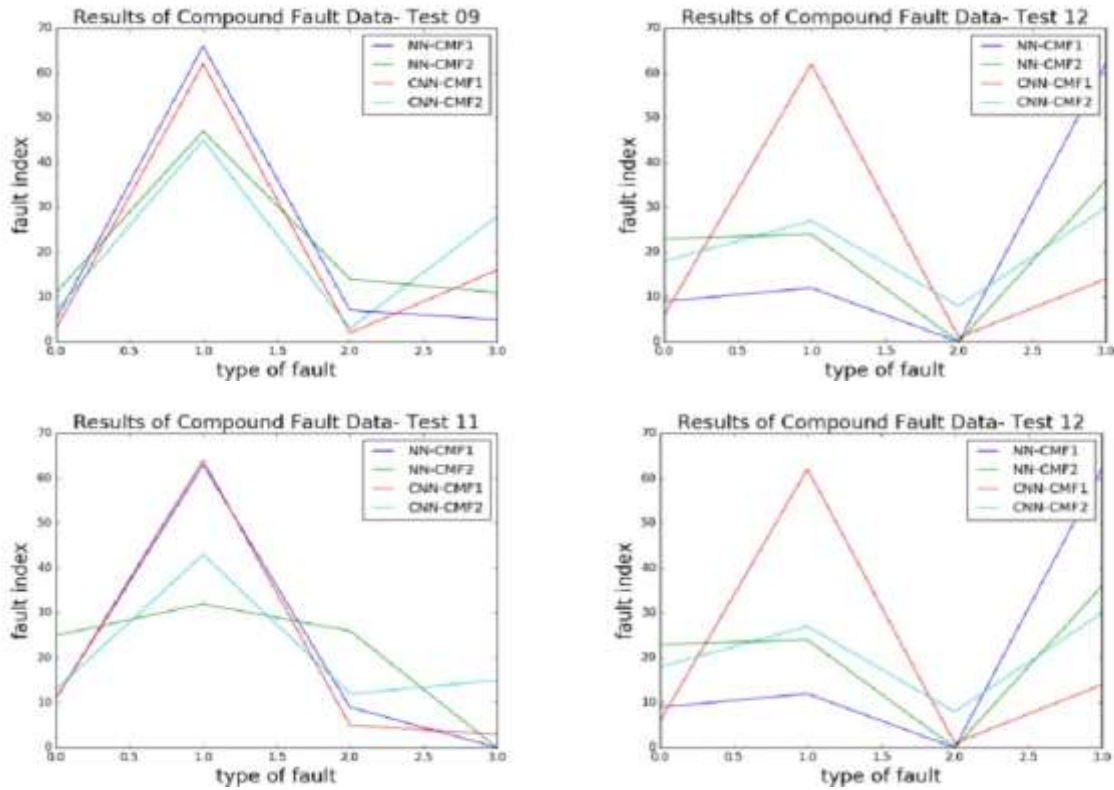 Results of Compound Fault Data- Test 09
70
60
50
40
30
20
10
0
fault index
NN-CMF1
NN-CMF2
CNN-CMF1
CNN-CMF2
0.0 0.5 1.0 1.5 2.0 2.5 3.0
type of fault
Results of Compound Fault Data- Test 12
70
60
50
40
30
20
10
0
fault index
NN-CMF1
NN-CMF2
CNN-CMF1
CNN-CMF2
0.0 0.5 1.0 1.5 2.0 2.5 3.0
type of fault
Results of Compound Fault Data- Test 11
70
60
50
40
30
20
10
0
fault index
NN-CMF1
NN-CMF2
CNN-CMF1
CNN-CMF2
0.0 0.5 1.0 1.5 2.0 2.5 3.0
type of fault
Results of Compound Fault Data- Test 12
70
60
50
40
30
20
10
0
fault index
NN-CMF1
NN-CMF2
CNN-CMF1
CNN-CMF2
0.0 0.5 1.0 1.5 2.0 2.5 3.0
type of fault